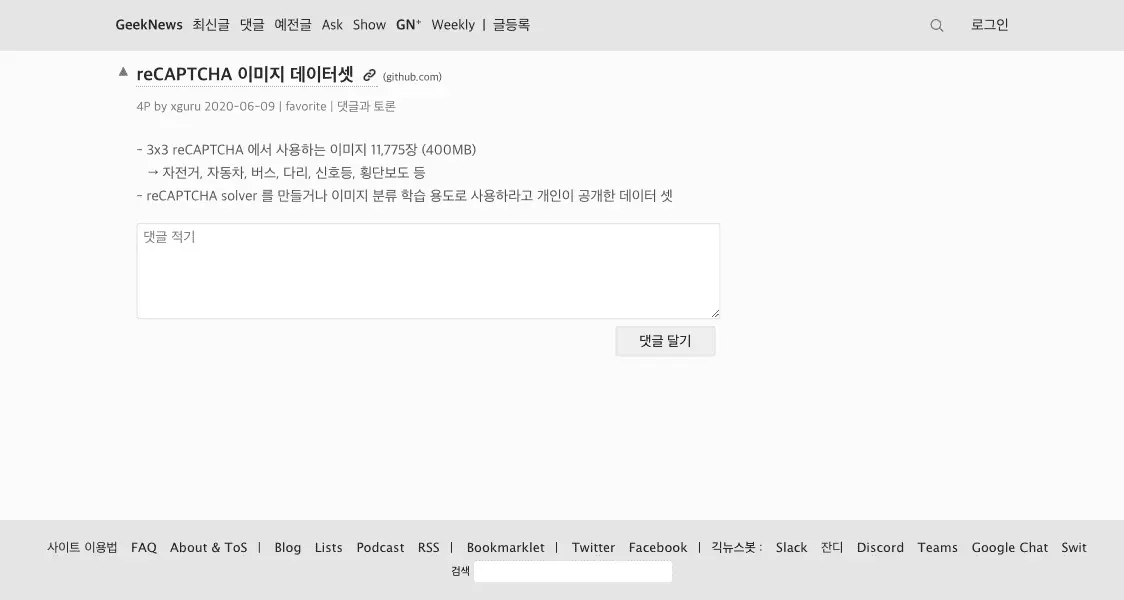 GeekNews 최신글 댓글 예전글 Ask Show GN⁺ Weekly | 글등록 로그인
▲ reCAPTCHA 이미지 데이터셋 (github.com)
4P by xguru 2020-06-09 | favorite | 댓글과 토론
- 3x3 reCAPTCHA 에서 사용하는 이미지 11,775장 (400MB)
→ 자전거, 자동차, 버스, 다리, 신호등, 횡단보도 등
- reCAPTCHA solver 를 만들거나 이미지 분류 학습 용도로 사용하라고 개인이 공개한 데이터 셋
댓글 적기
댓글 달기
사이트 이용법 FAQ About & ToS | Blog Lists Podcast RSS | Bookmarklet | Twitter Facebook | 긱뉴스봇 : Slack 잔디 Discord Teams Google Chat Swit
검색